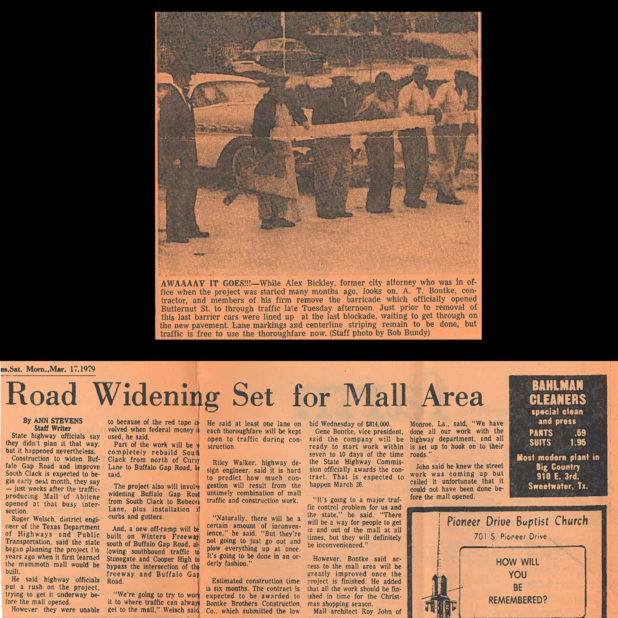 AWAAAAY IT GOES!!!—While Alex Bickley, former city attorney who was in of-
fice when the project was started many months ago, looks on, A. T. Bontke, con-
tractor, and members of his firm remove the barricade which officially opened
Butternut St. to through traffic late Tuesday afternoon. Just prior to removal of
this last barrier cars were lined up at the last blockade, waiting to get through on
the new pavement. Lane markings and centerline striping remain to be done, but
traffic is free to use the thoroughfare now. (Staff photo by Bob Bundy)
Sat. Morn., Mar. 17, 1979
Road Widening Set for Mall Area
By ANN STEVENS
Staff Writer
State highway officials say
they didn't plan it that way,
but it happened nevertheless.
Construction to widen Buf-
falo Gap Road and improve
South Clack is expected to be-
gin early next month, they say
— just weeks after the traffic-
producing Mall of Abilene
opened at that busy inter-
section.
Roger Welsch, district engi-
neer of the Texas Department
of Highways and Public
Transportation, said the state
began planning the project 1½
years ago when it first learned
the mammoth mall would be
built.
He said highway officials
put a rush on the project,
trying to get it underway be-
fore the mall opened.
However they were unable
to because of the red tape
volved when federal money
used, he said.
Part of the work will be
completely rebuild South
Clack from north of Curry
Lane to Buffalo Gap Road,
said.
The project also will involve
widening Buffalo Gap Road
from South Clack to Rebecca
Lane, plus installation
curbs and gutters.
And, a new off-ramp will be
built on Winters Freeway
south of Buffalo Gap Road, al-
lowing southbound traffic
Stonegate and Cooper High
bypass the intersection of the
freeway and Buffalo Gap
Road.
"We're going to try to work
it to where traffic can always
get to the mall," Welsch said.
He said at least one lane on
each thoroughfare will be kept
open to traffic during con-
struction.
Riley Walker, highway de-
sign engineer, said it is hard
to predict how much con-
gestion will result from the
untimely combination of mall
traffic and construction work.
"Naturally, there will be a
certain amount of inconven-
ience," he said. "But they're
not going to just go out and
plow everything up at once.
It's going to be done in an or-
derly fashion."
Estimated construction time
is six months. The contract is
expected to be awarded to
Bontke Brothers Construction
Co., which submitted the low
bid Wednesday of $814,000.
Gene Bontke, vice president,
said the company will be
ready to start work within
seven to 10 days of the time
the State Highway Commis-
sion officially awards the con-
tract. That is expected to
happen March 26.
"It's going to a major traf-
fic control problem for us and
the state," he said. "There
will be a way for people to get
in and out of the mall at all
times, but they will definitely
be inconvenienced."
However, Bontke said ac-
cess to the mall area will be
greatly improved once the
project is finished. He added
that all the work should be fin-
ished in time for the Christ-
mas shopping season.
Mall architect Roy John of
Monroe, La., said, "We have
done all our work with the
highway department, and all
is set up to hook on to their
roads."
John said he knew the street
work was coming up but
called it unfortunate that it
could not have been done be-
fore the mall opened.
BAHLMAN
CLEANERS
special clean
and press
PANTS .59
SUITS 1.95
Most modern plant in
Big Country
910 E. 3rd.
Sweetwater, Tx.
Pioneer Drive Baptist Church
701 S. Pioneer Drive
HOW WILL
YOU
BE
REMEMBERED?